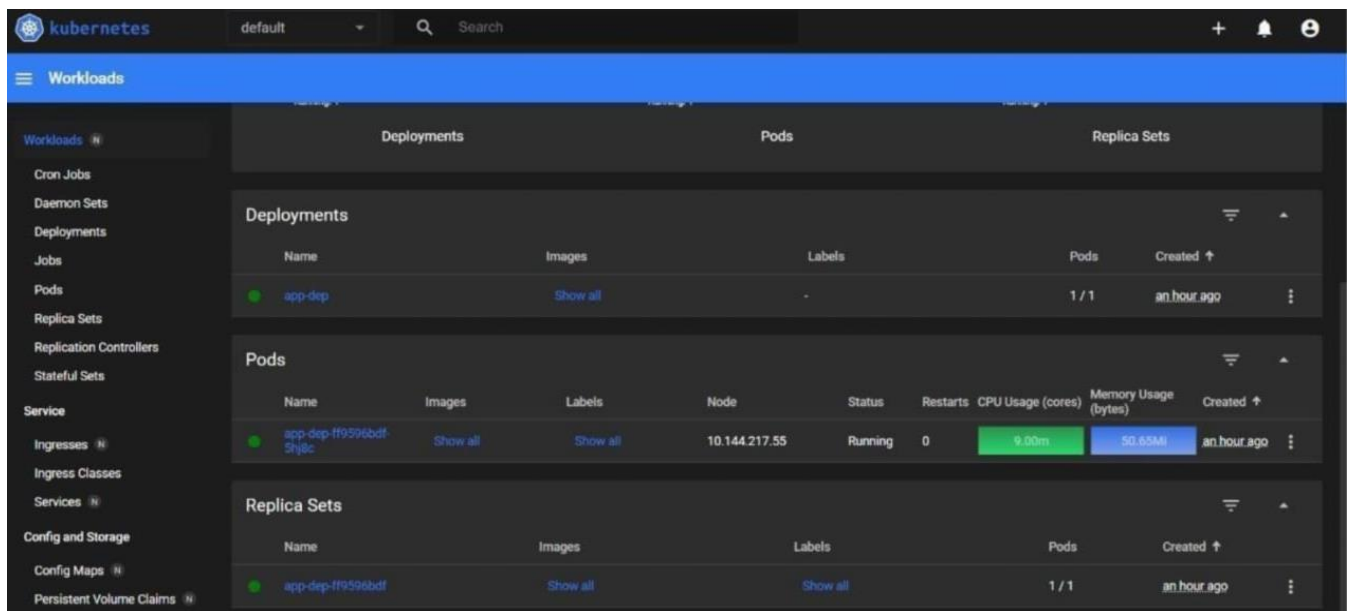 kubernetes
default
Search
Workloads
Workloads N
Cron Jobs
Daemon Sets
Deployments
Jobs
Pods
Replica Sets
Replication Controllers
Stateful Sets
Service
Ingresses N
Ingress Classes
Services N
Config and Storage
Config Maps N
Persistent Volume Claims N
Deployments Pods Replica Sets
Deployments
Name Images Labels Pods Created
app-dep Show all - 1 / 1 an hour ago
Pods
Name Images Labels Node Status Restarts CPU Usage (cores) Memory Usage
(bytes) Created
app-dep-ff9596bdf-
5hj8c Show all Show all 10.144.217.55 Running 0 9.00m 50.65Mi an hour ago
Replica Sets
Name Images Labels Pods Created
app-dep-ff9596bdf Show all Show all 1 / 1 an hour ago